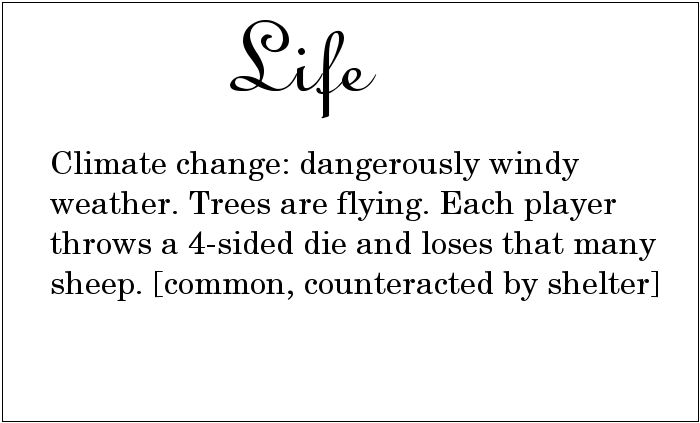 Life
Climate change: dangerously windy
weather. Trees are flying. Each player
throws a 4-sided die and loses that many
sheep. [common, counteracted by shelter]